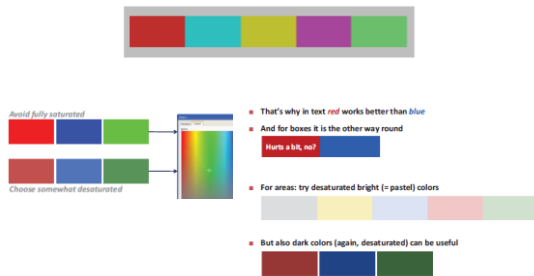 Avoid fully saturated
Choose somewhat desaturated
That's why in text red works better than blue
And for boxes it is the other way round
Hurts a bit, no?
For areas: try desaturated bright (= pastel) colors
But also dark colors (again, desaturated) can be useful